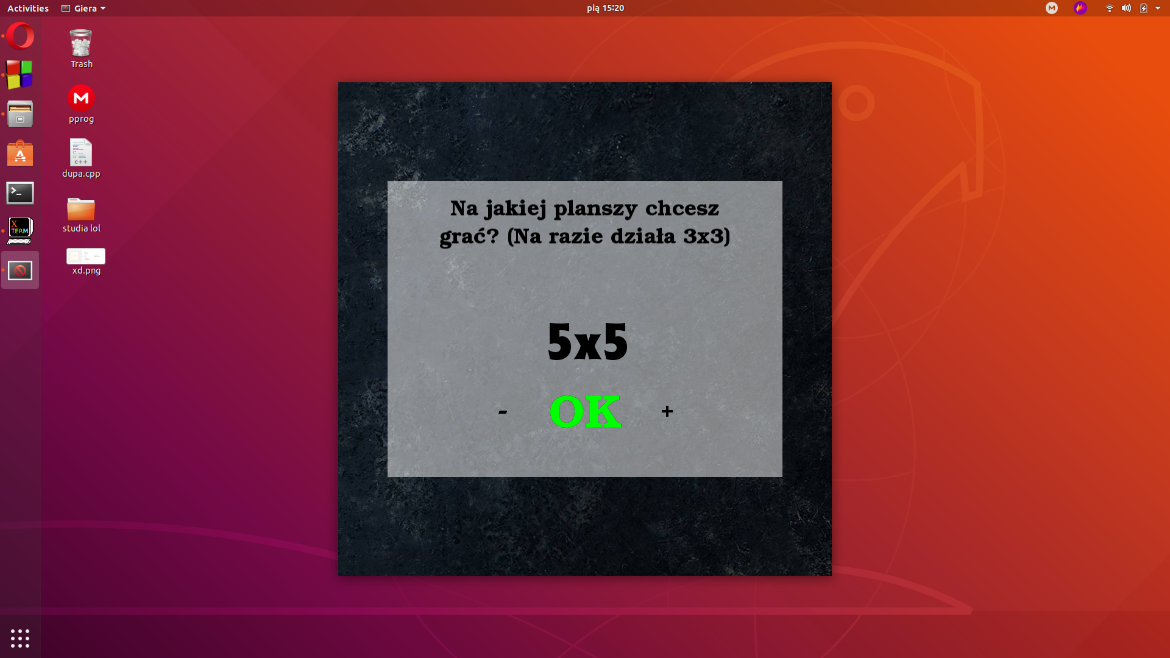 Activities
Giera
pią 15:20
M
Trash
M
pprog
C++
dupa.cpp
studia lol
xd.png
X
TERM
>_
Na jakiej planszy chcesz
grać? (Na razie działa 3x3)
5x5
- OK +